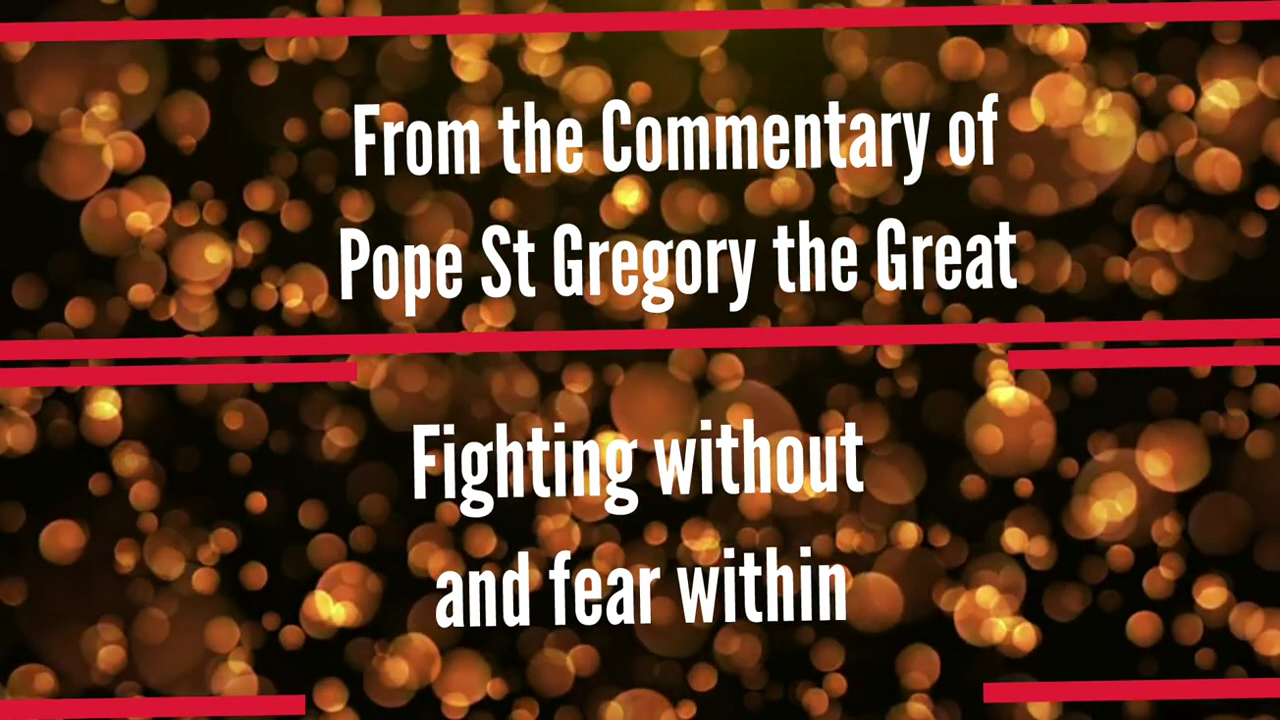 From the Commentary of
Pope St Gregory the Great
Fighting without
and fear within